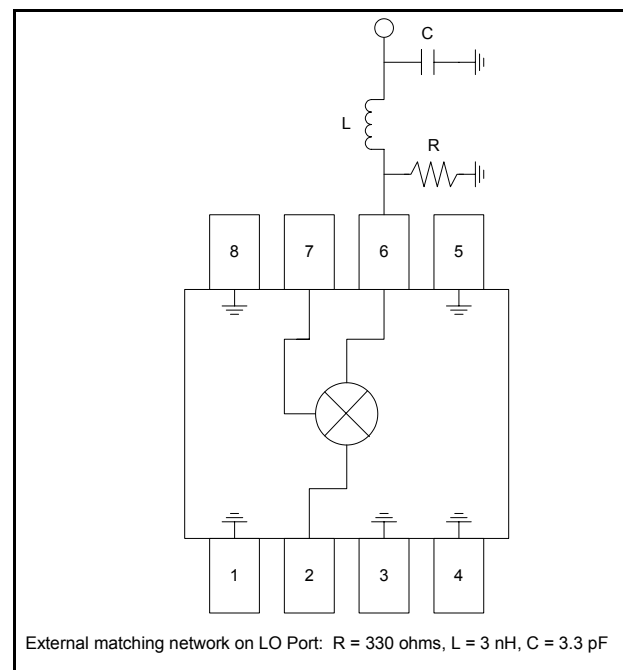 C
L
R
8 7 6 5
1 2 3 4
External matching network on LO Port: R = 330 ohms, L = 3 nH, C = 3.3 pF